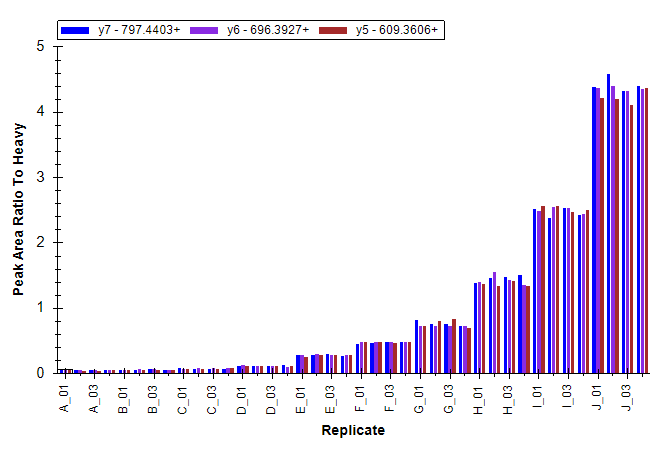 y7 - 797.4403+ y6 - 696.3927+ y5 - 609.3606+
5
4
3
2
1
0
Peak Area Ratio To Heavy
A_01 A_03 B_01 B_03 C_01 C_03 D_01 D_03 E_01 E_03 F_01 F_03 G_01 G_03 H_01 H_03 I_01 I_03 J_01 J_03
Replicate